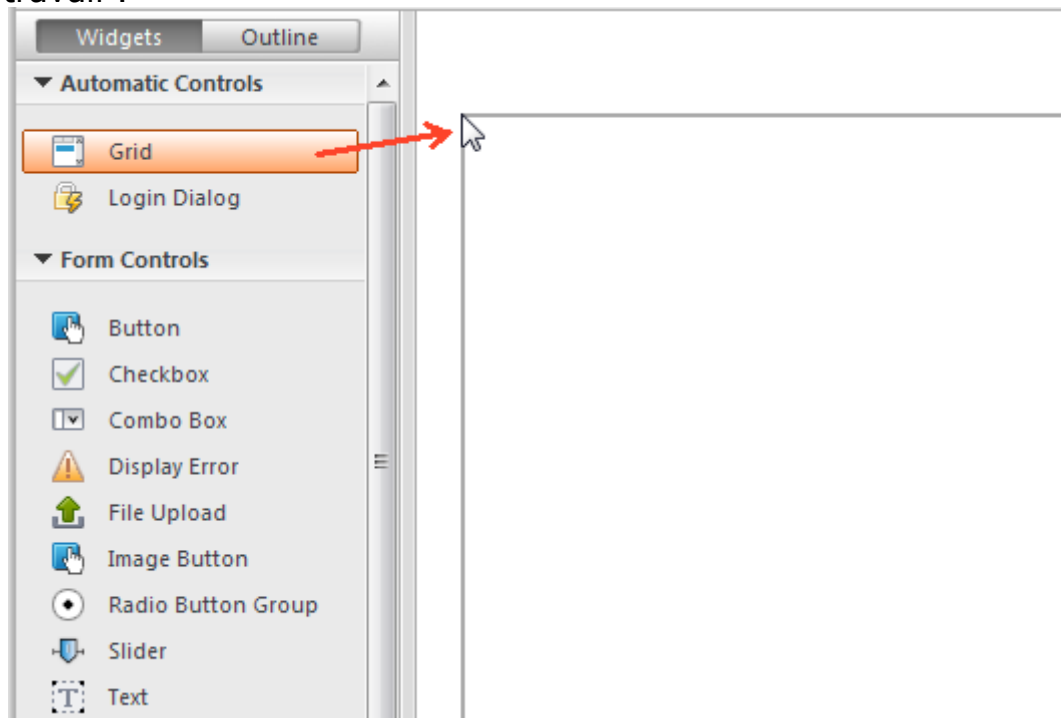 travail :
Widgets Outline
Automatic Controls
Grid
Login Dialog
Form Controls
Button
Checkbox
Combo Box
Display Error
File Upload
Image Button
Radio Button Group
Slider
Text